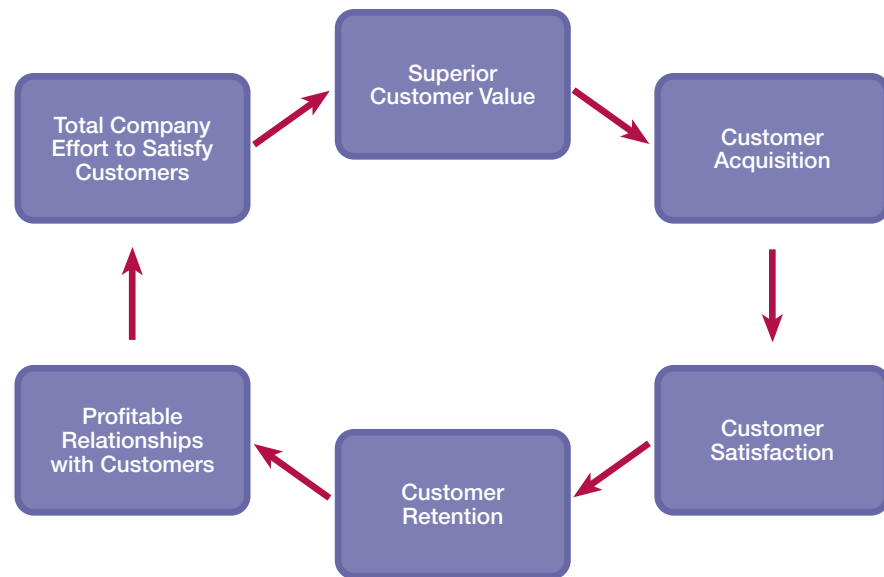 Superior
Customer Value
Total Company
Effort to Satisfy
Customers
Customer
Acquisition
Profitable
Relationships
with Customers
Customer
Retention
Customer
Satisfaction